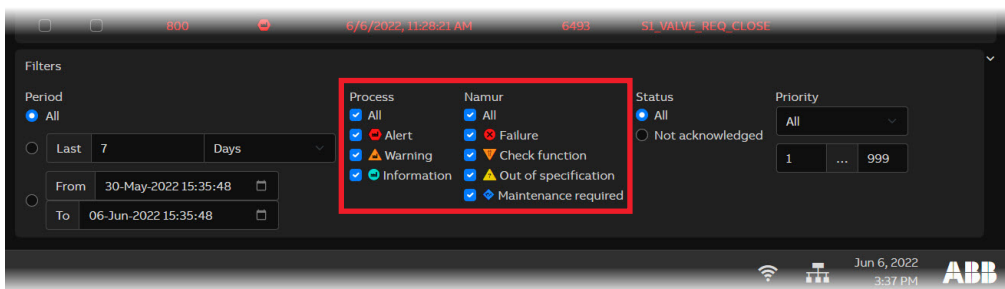 800 6/6/2022, 11:28:21 AM 6493 S1_VALVE_REQ_CLOSE
Filters
Period
All
Last 7 Days
From 30-May-2022 15:35:48
To 06-Jun-2022 15:35:48
Process
All
Alert
Warning
Information
Namur
All
Failure
Check function
Out of specification
Maintenance required
Status
All
Not acknowledged
Priority
All
1 ... 999
Jun 6, 2022
3:37 PM
ABB